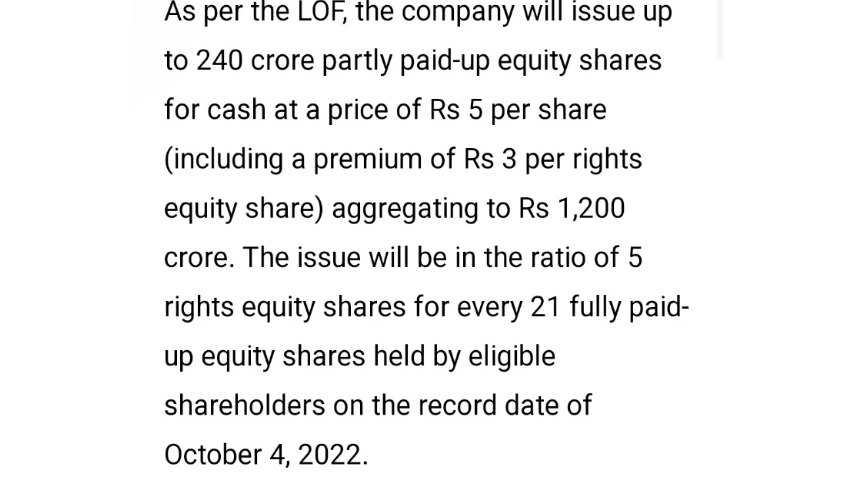 As per the LOF, the company will issue up
to 240 crore partly paid-up equity shares
for cash at a price of Rs 5 per share
(including a premium of Rs 3 per rights
equity share) aggregating to Rs 1,200
crore. The issue will be in the ratio of 5
rights equity shares for every 21 fully paid-
up equity shares held by eligible
shareholders on the record date of
October 4, 2022.